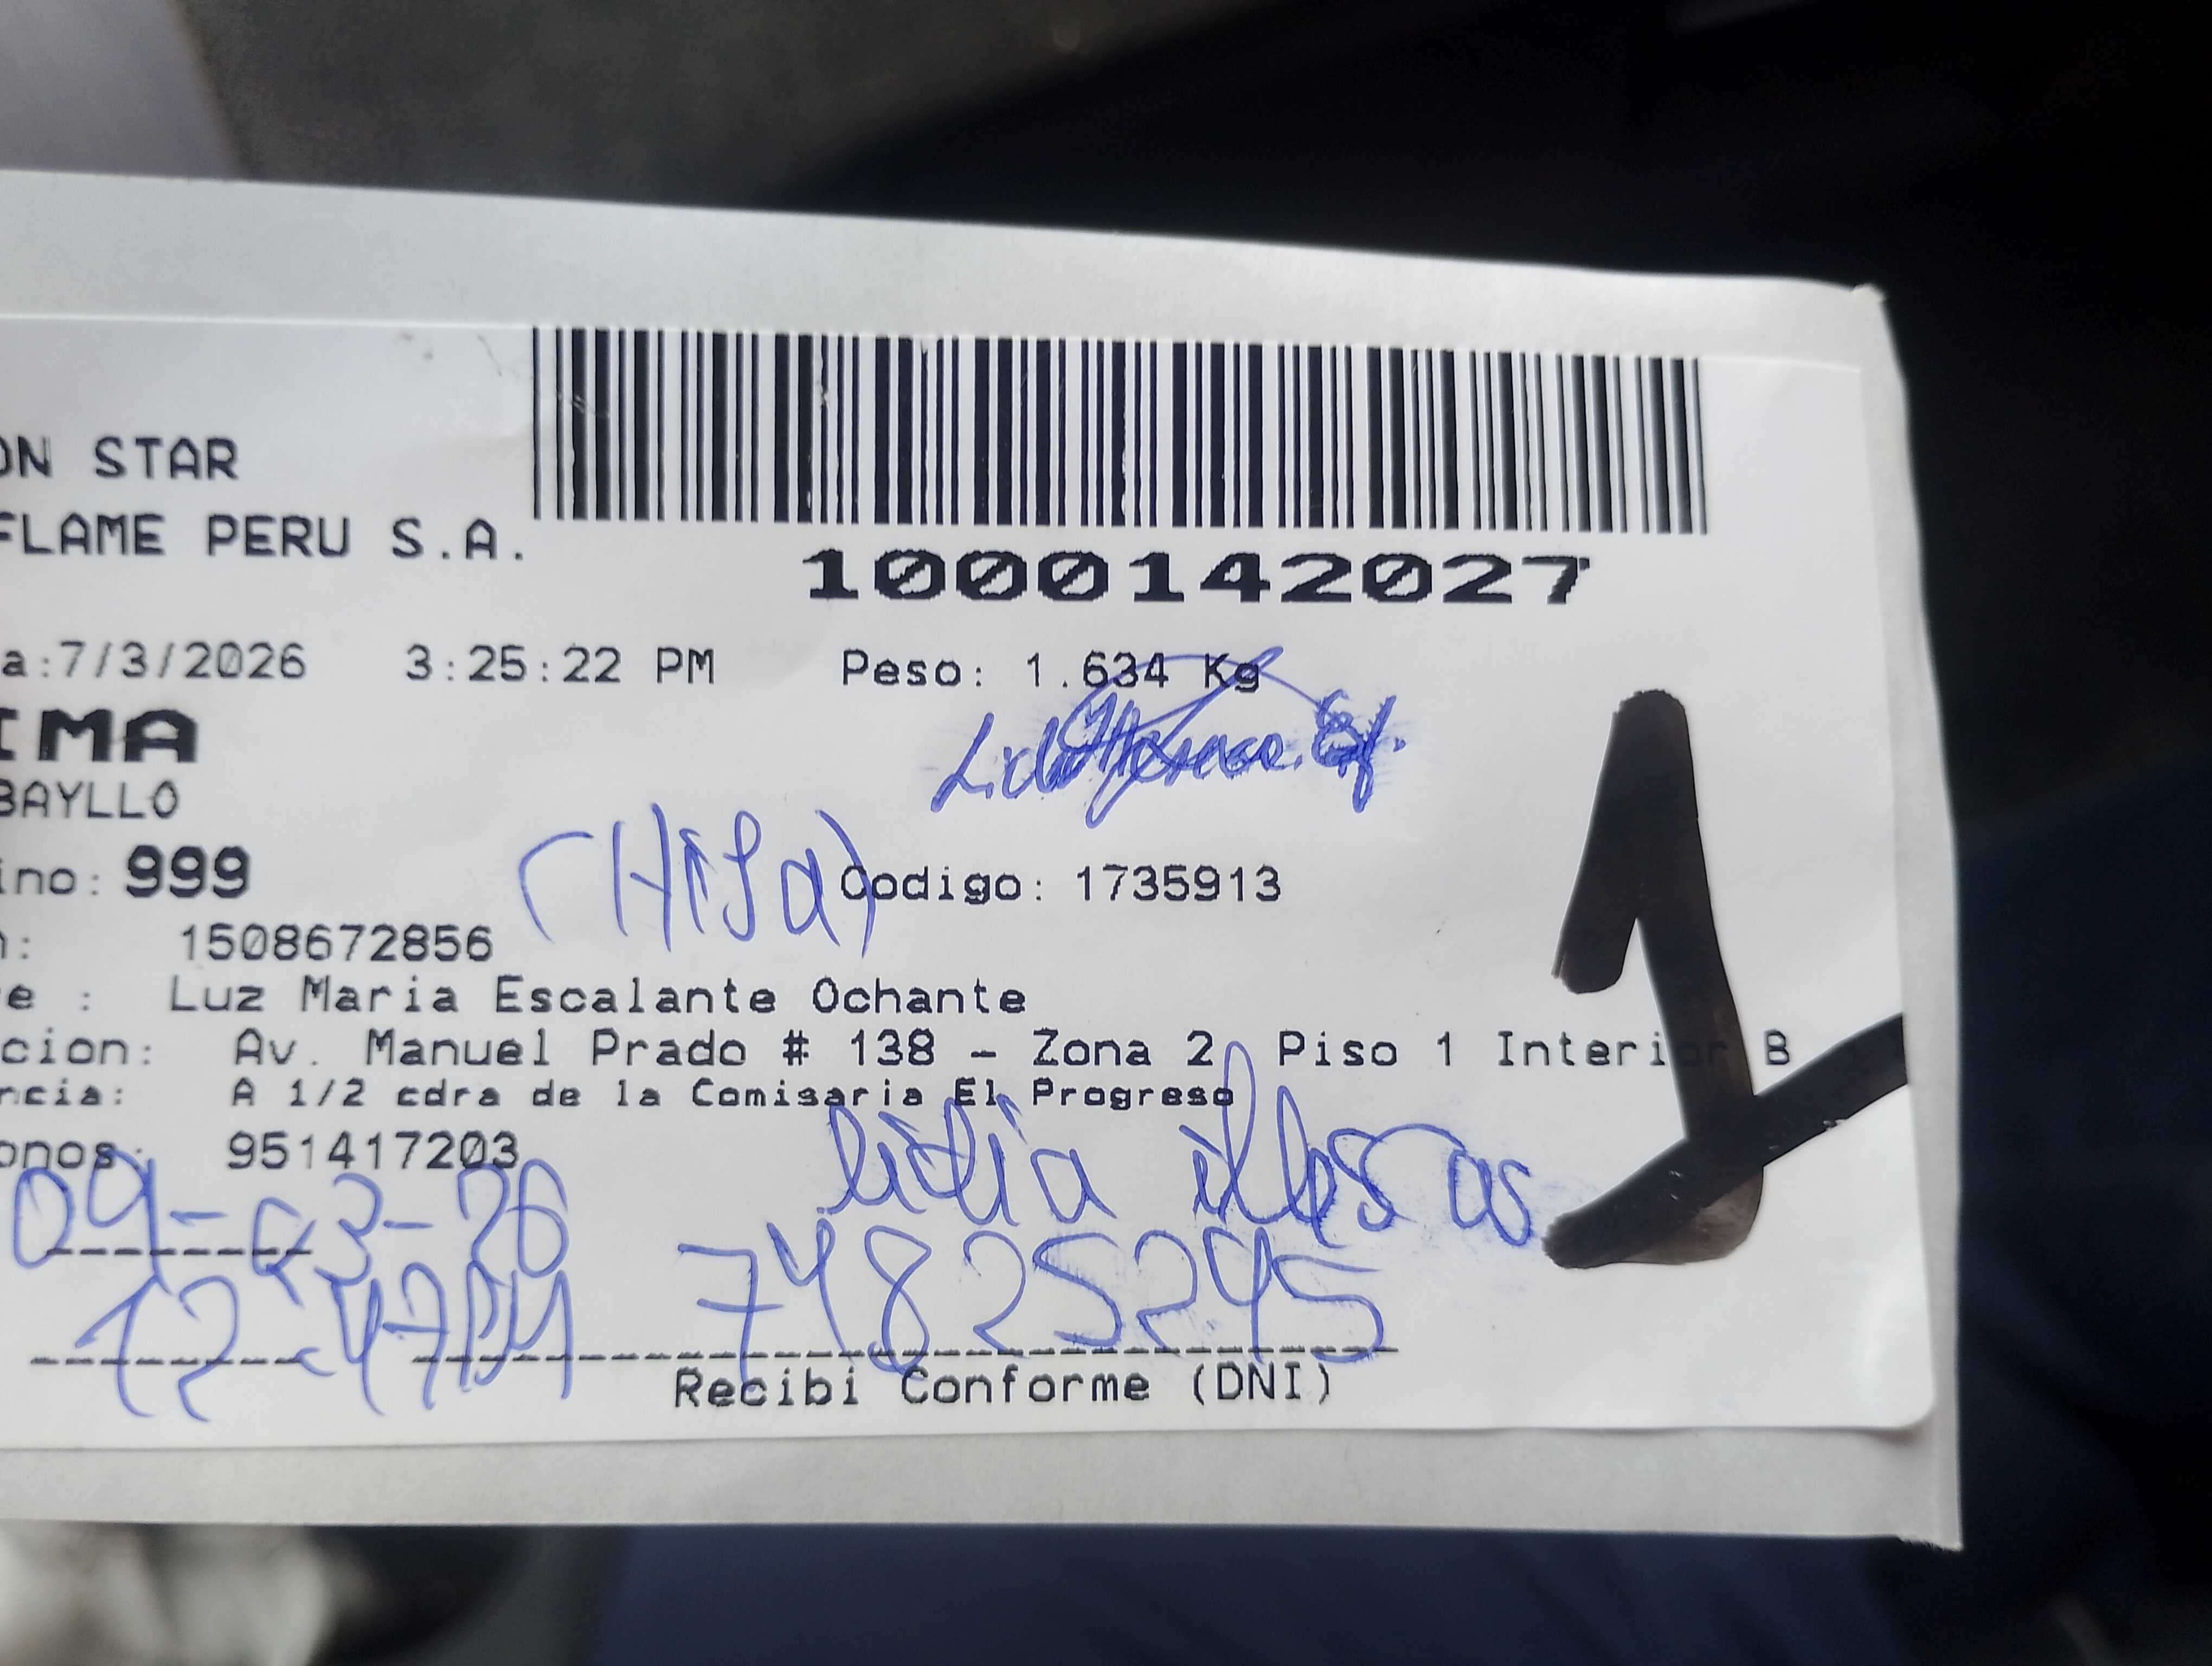 ON STAR
FLAME PERU S.A.
1000142027
a:7/3/2026 3:25:22 PM Peso: 1.634 Kg
IMA
BAYLLO
(Hija)
ino: 999 Codigo: 1735913
n: 1508672856
e : Luz Maria Escalante Ochante
cion: Av. Manuel Prado # 138 - Zona 2, Piso 1 Interior B
ncia: A 1/2 cdra de la Comisaria El Progreso
onos: 951417203
lidia illescas
09-03-26
12:47PM 74825295
Recibi Conforme (DNI)
1